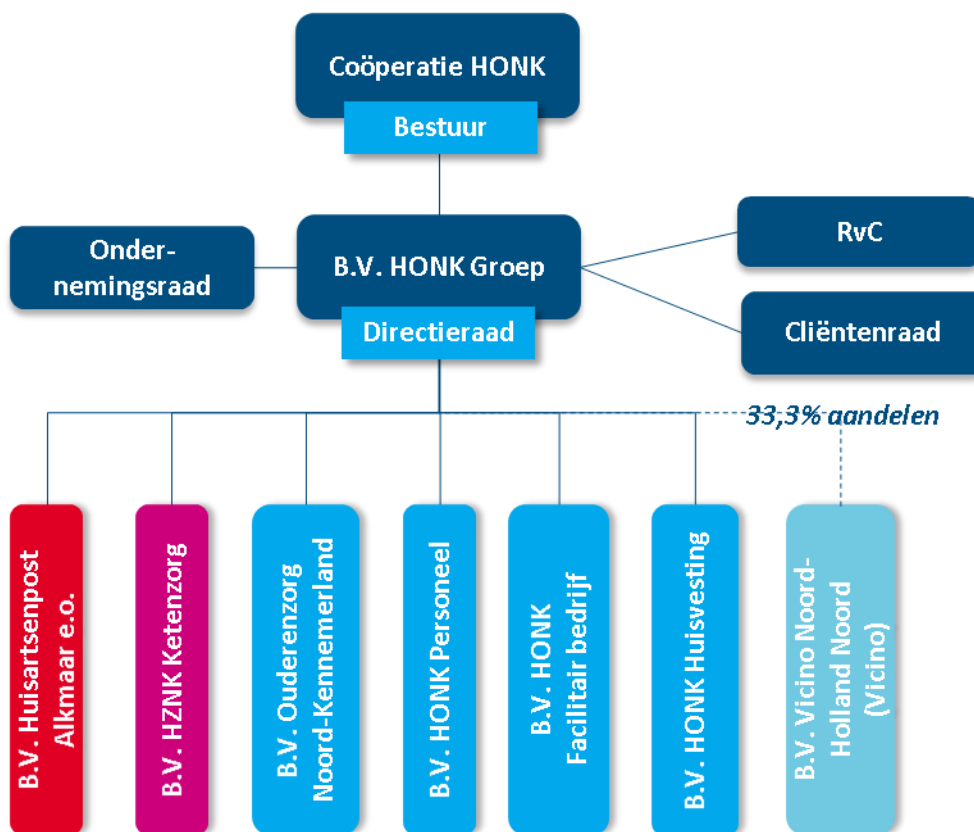 Coöperatie HONK
Bestuur
Onder-
nemingsraad
B.V. HONK Groep
Directieraad
RvC
Cliëntenraad
33,3% aandelen
B.V. Huisartsenpost
Alkmaar e.o.
B.V. HZNK Ketenzorg
B.V. Ouderenzorg
Noord-Kennemerland
B.V. HONK Personeel
B.V. HONK
Facilitair bedrijf
B.V. HONK Huisvesting
B.V. Vicino Noord-
Holland Noord
(Vicino)